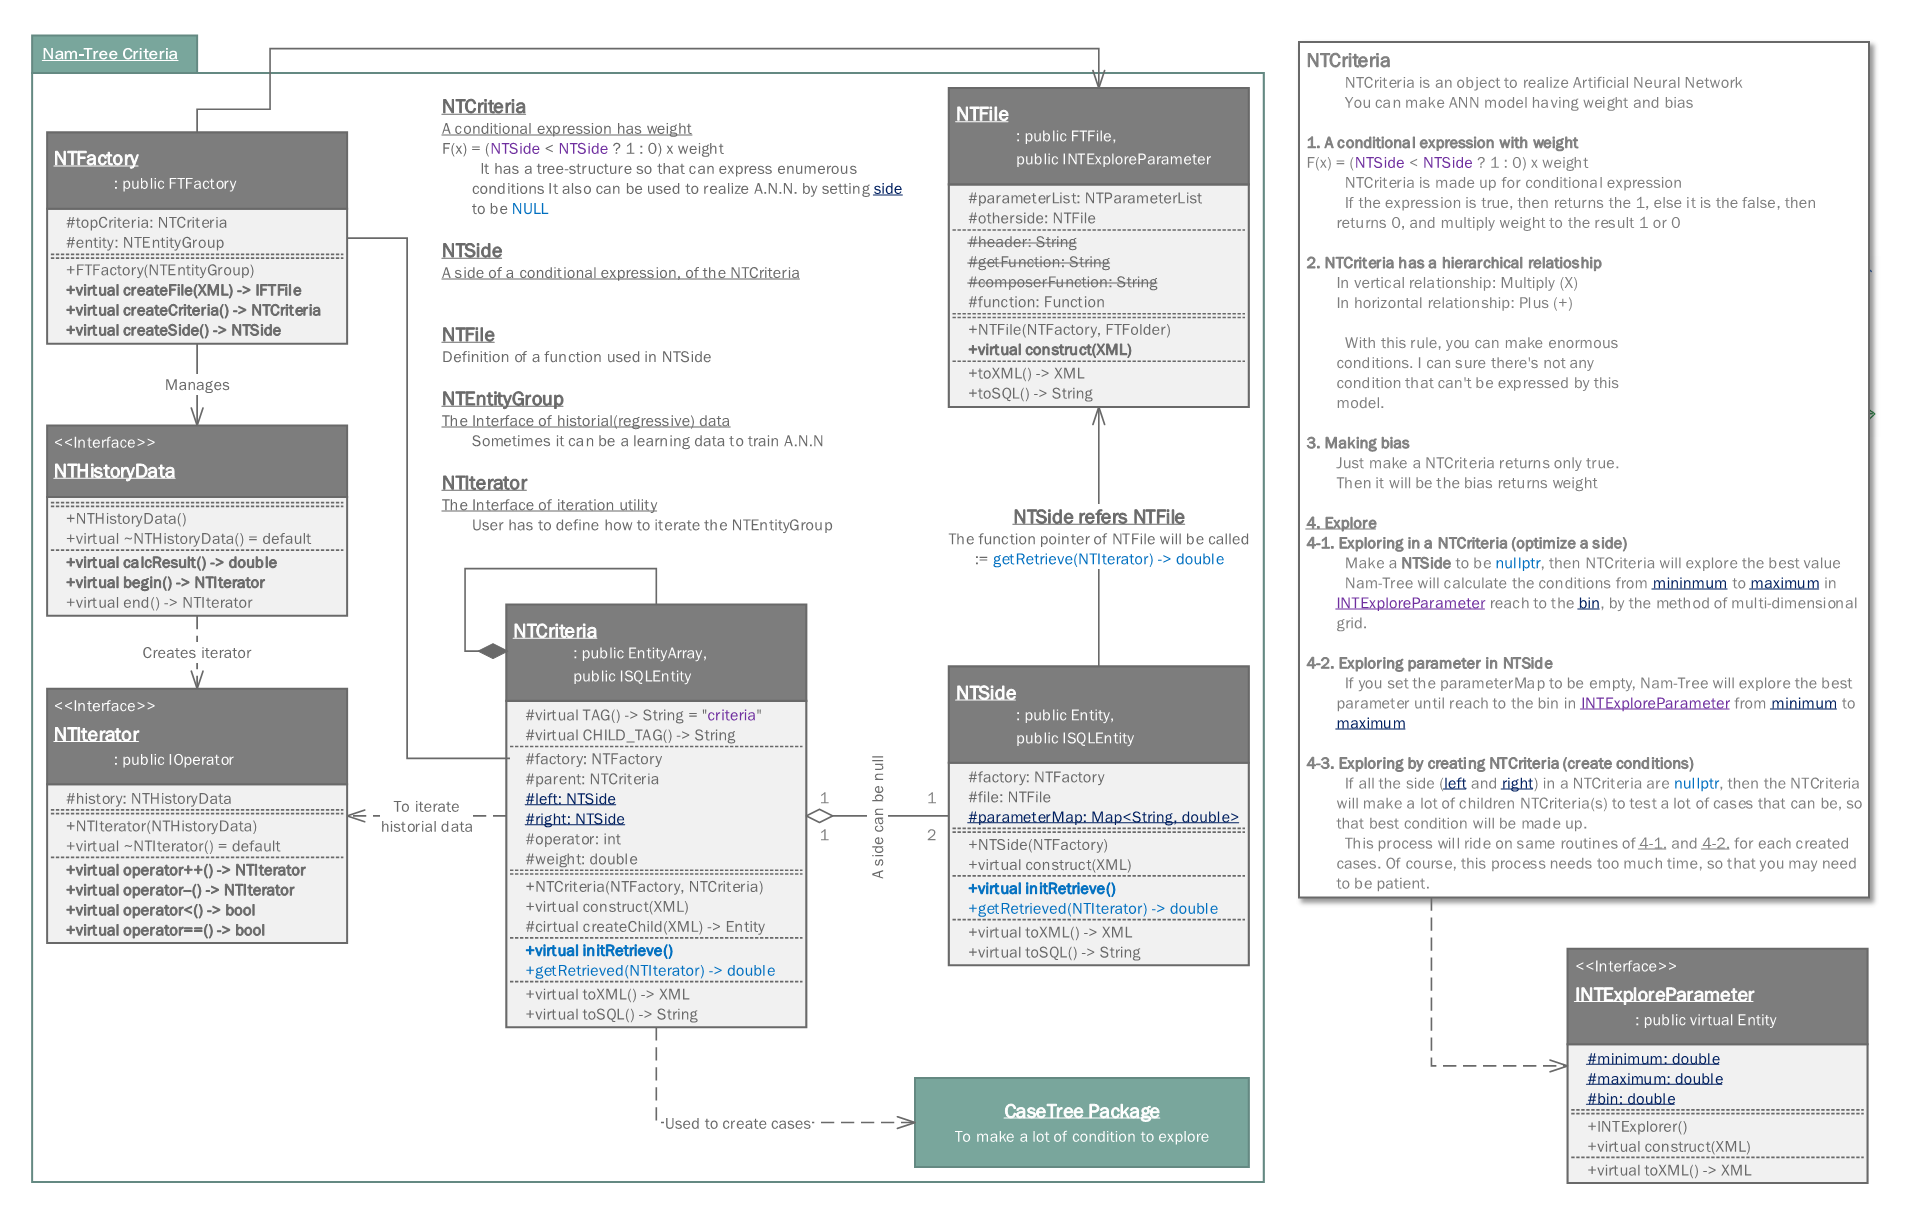 Nam-Tree Criteria
NTFactory
: public FTFactory
#topCriteria: NTCriteria
#entity: NTEntityGroup
+FTFactory(NTEntityGroup)
+virtual createFile(XML) -> IFTFile
+virtual createCriteria() -> NTCriteria
+virtual createSide() -> NTSide
Manages
<<Interface>>
NTHistoryData
+NTHistoryData()
+virtual ~NTHistoryData() = default
+virtual calcResult() -> double
+virtual begin() -> NTIterator
+virtual end() -> NTIterator
Creates iterator
<<Interface>>
NTIterator
: public IOperator
#history: NTHistoryData
+NTIterator(NTHistoryData)
+virtual ~NTIterator() = default
+virtual operator++() -> NTIterator
+virtual operator–() -> NTIterator
+virtual operator<() -> bool
+virtual operator==() -> bool
NTCriteria
A conditional expression has weight
F(x) = (NTSide < NTSide ? 1 : 0) x weight
It has a tree-structure so that can express enumerous
conditions It also can be used to realize A.N.N. by setting side
to be NULL
NTSide
A side of a conditional expression, of the NTCriteria
NTFile
Definition of a function used in NTSide
NTEntityGroup
The Interface of historial(regressive) data
Sometimes it can be a learning data to train A.N.N
NTIterator
The Interface of iteration utility
User has to define how to iterate the NTEntityGroup
NTCriteria
: public EntityArray,
public ISQLEntity
#virtual TAG() -> String = "criteria"
#virtual CHILD_TAG() -> String
#factory: NTFactory
#parent: NTCriteria
#left: NTSide
#right: NTSide
#operator: int
#weight: double
+NTCriteria(NTFactory, NTCriteria)
+virtual construct(XML)
#cirtual createChild(XML) -> Entity
+virtual initRetrieve()
+getRetrieved(NTIterator) -> double
+virtual toXML() -> XML
+virtual toSQL() -> String
To iterate
historial data
1
1
A side can be null
1
2
Used to create cases
NTFile
: public FTFile,
public INTExploreParameter
#parameterList: NTParameterList
#otherside: NTFile
#header: String
#getFunction: String
#composerFunction: String
#function: Function
+NTFile(NTFactory, FTFolder)
+virtual construct(XML)
+toXML() -> XML
+toSQL() -> String
NTSide refers NTFile
The function pointer of NTFile will be called
:= getRetrieve(NTIterator) -> double
NTSide
: public Entity,
public ISQLEntity
#factory: NTFactory
#file: NTFile
#parameterMap: Map<String, double>
+NTSide(NTFactory)
+virtual construct(XML)
+virtual initRetrieve()
+getRetrieved(NTIterator) -> double
+virtual toXML() -> XML
+virtual toSQL() -> String
CaseTree Package
To make a lot of condition to explore
NTCriteria
NTCriteria is an object to realize Artificial Neural Network
You can make ANN model having weight and bias
1. A conditional expression with weight
F(x) = (NTSide < NTSide ? 1 : 0) x weight
NTCriteria is made up for conditional expression
If the expression is true, then returns the 1, else it is the false, then
returns 0, and multiply weight to the result 1 or 0
2. NTCriteria has a hierarchical relatioship
In vertical relationship: Multiply (X)
In horizontal relationship: Plus (+)
With this rule, you can make enormous
conditions. I can sure there's not any
condition that can't be expressed by this
model.
3. Making bias
Just make a NTCriteria returns only true.
Then it will be the bias returns weight
4. Explore
4-1. Exploring in a NTCriteria (optimize a side)
Make a NTSide to be nullptr, then NTCriteria will explore the best value
Nam-Tree will calculate the conditions from mininmum to maximum in
INTExploreParameter reach to the bin, by the method of multi-dimensional
grid.
4-2. Exploring parameter in NTSide
If you set the parameterMap to be empty, Nam-Tree will explore the best
parameter until reach to the bin in INTExploreParameter from minimum to
maximum
4-3. Exploring by creating NTCriteria (create conditions)
If all the side (left and right) in a NTCriteria are nullptr, then the NTCriteria
will make a lot of children NTCriteria(s) to test a lot of cases that can be, so
that best condition will be made up.
This process will ride on same routines of 4-1. and 4-2. for each created
cases. Of course, this process needs too much time, so that you may need
to be patient.
<<Interface>>
INTExploreParameter
: public virtual Entity
#minimum: double
#maximum: double
#bin: double
+INTExplorer()
+virtual construct(XML)
+virtual toXML() -> XML